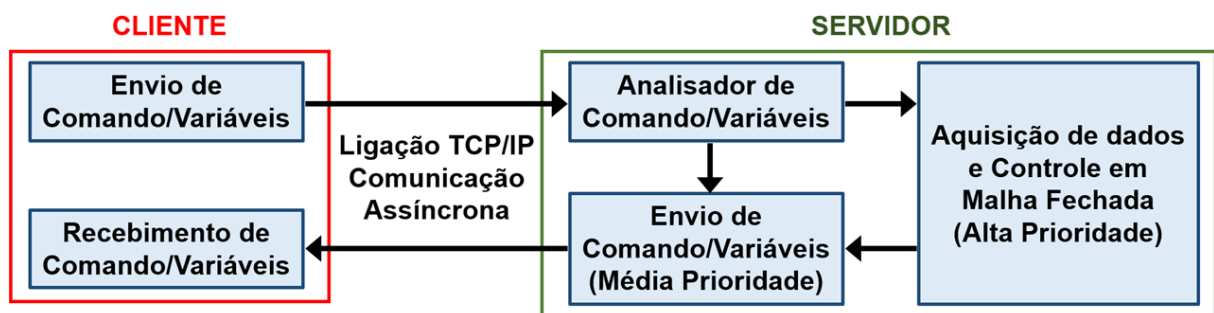 CLIENTE
SERVIDOR
Envio de
Comando/Variáveis
Ligação TCP/IP
Comunicação
Assíncrona
Recebimento de
Comando/Variáveis
Analisador de
Comando/Variáveis
Envio de
Comando/Variáveis
(Média Prioridade)
Aquisição de dados
e Controle em
Malha Fechada
(Alta Prioridade)